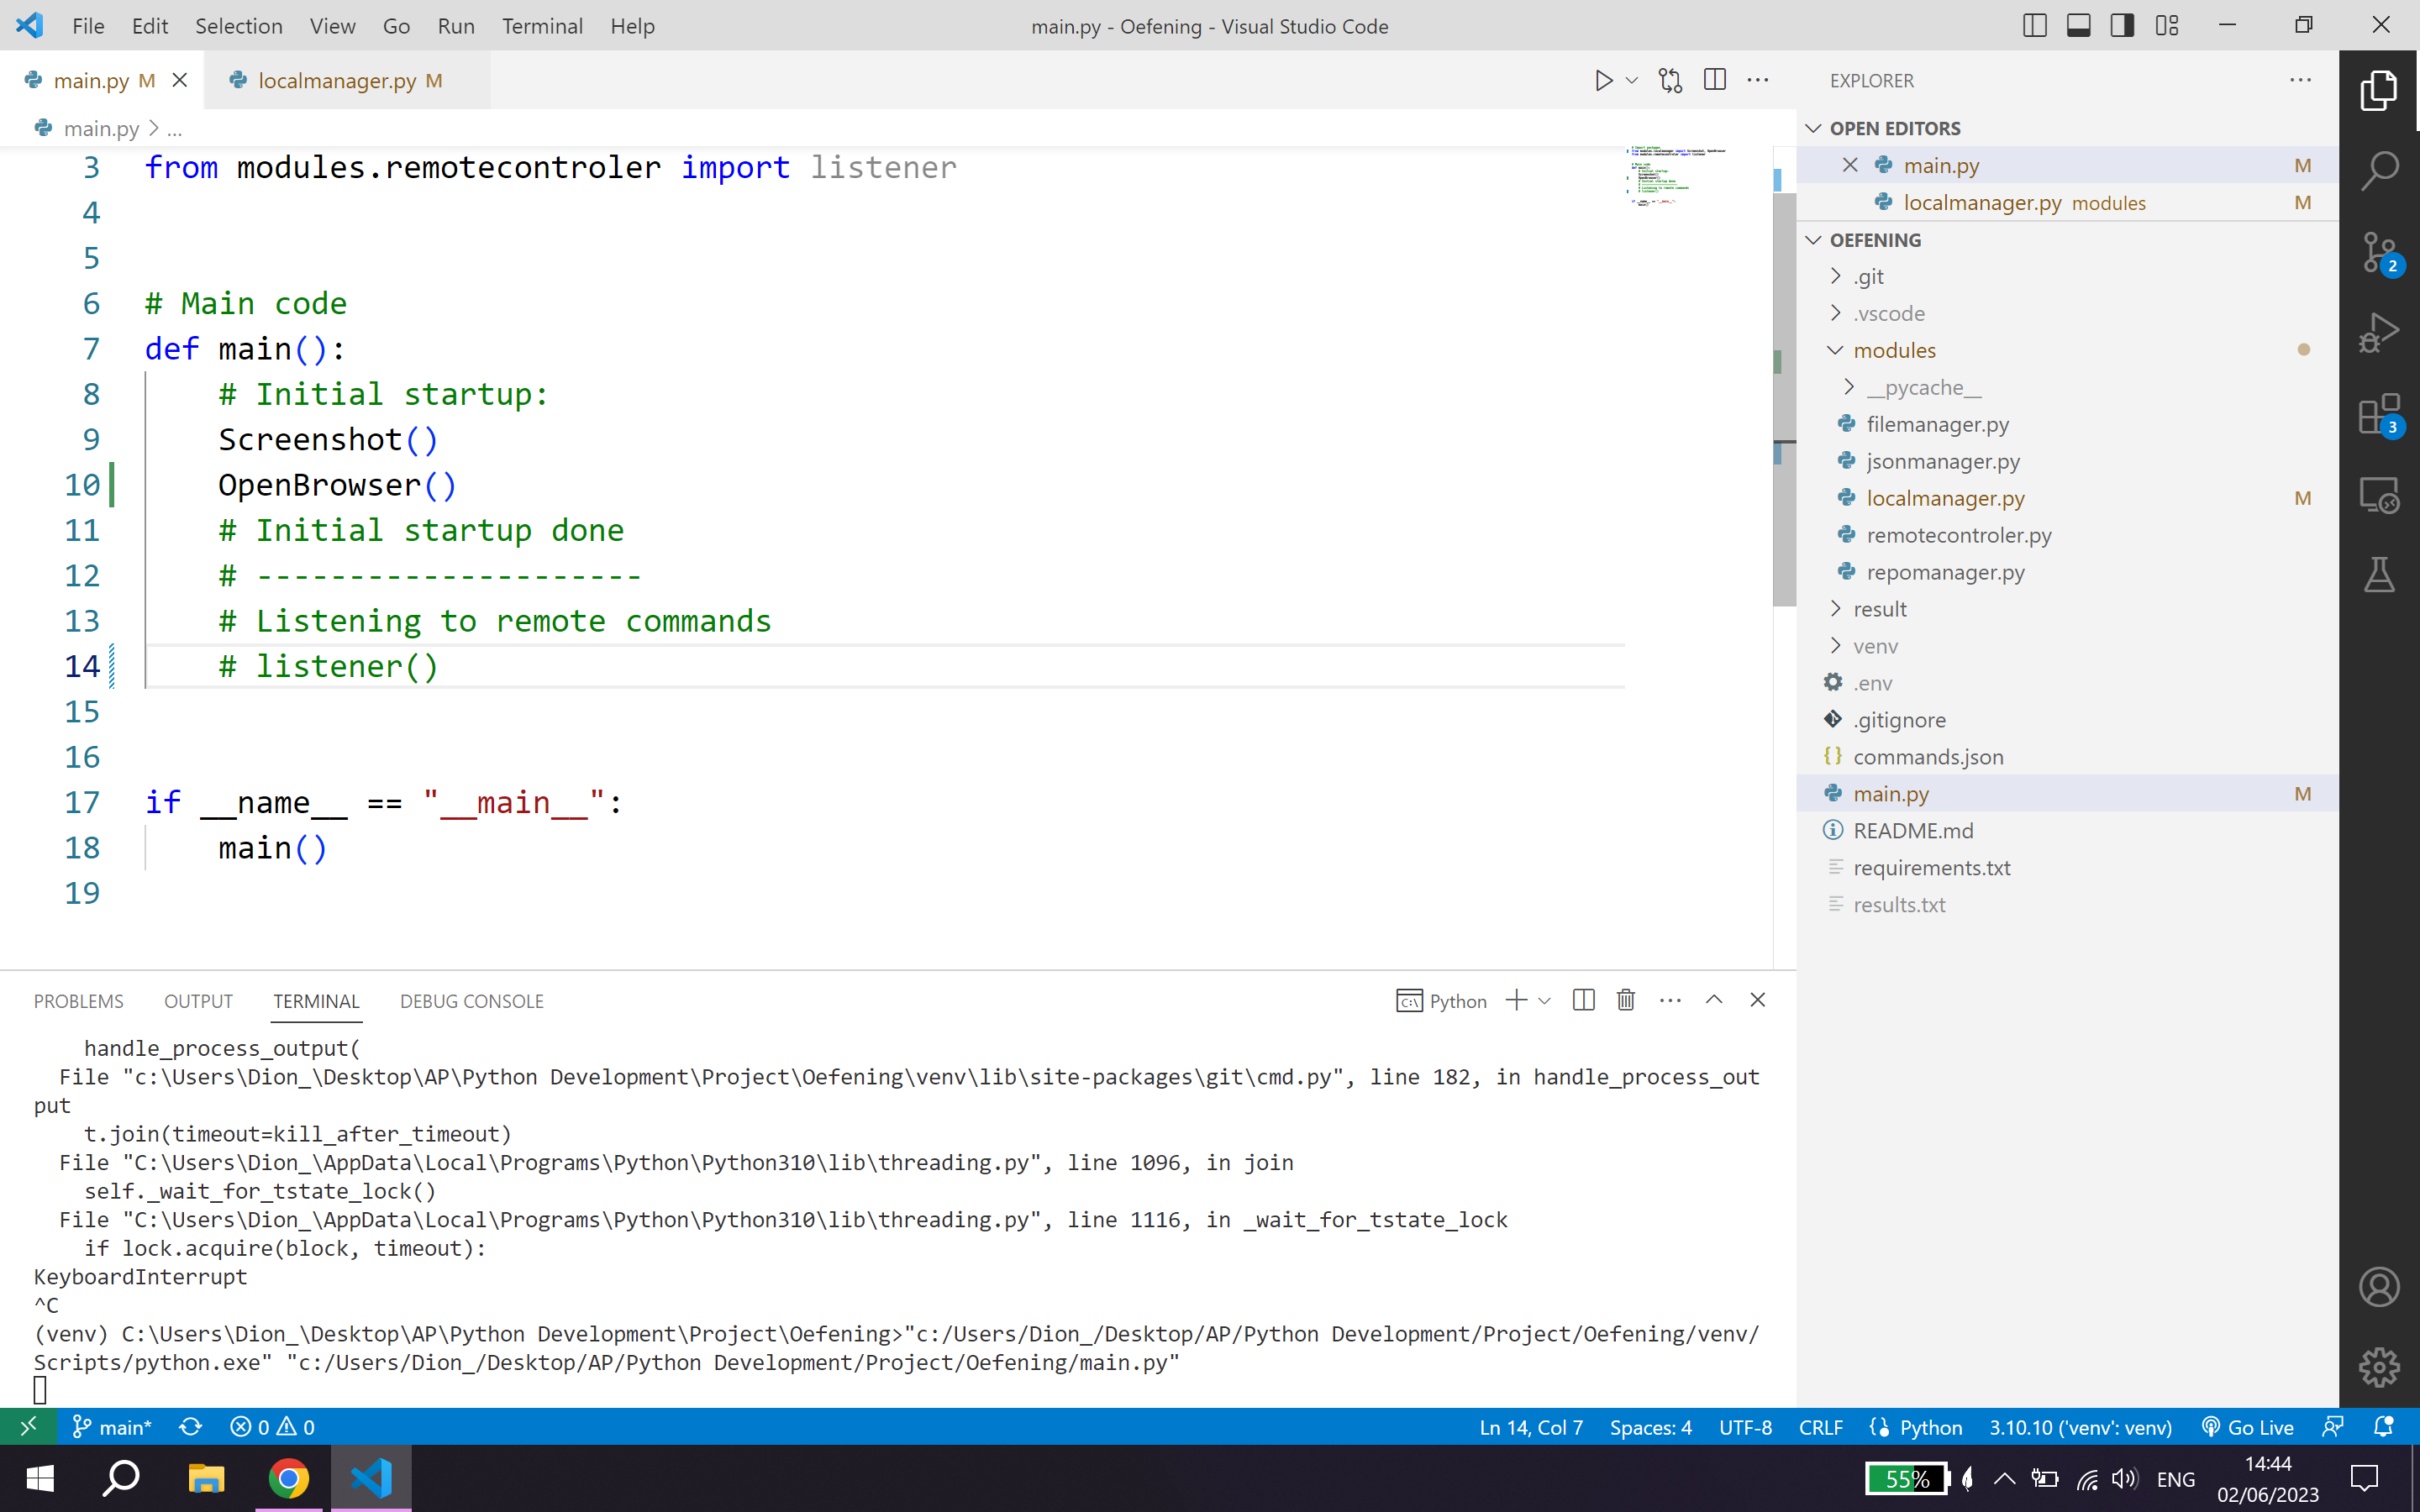 File Edit Selection View Go Run Terminal Help
main.py - Oefening - Visual Studio Code
main.py M
localmanager.py M
main.py > ...
3 from modules.remotecontroler import listener
4
5
6 # Main code
7 def main():
8 # Initial startup:
9 Screenshot()
10 OpenBrowser()
11 # Initial startup done
12 # ---------------------
13 # Listening to remote commands
14 # listener()
15
16
17 if __name__ == "__main__":
18 main()
19
EXPLORER
OPEN EDITORS
main.py M
localmanager.py modules M
OEFENING
.git
.vscode
modules
__pycache__
filemanager.py
jsonmanager.py
localmanager.py M
remotecontroler.py
repomanager.py
result
venv
.env
.gitignore
commands.json
main.py M
README.md
requirements.txt
results.txt
2
3
PROBLEMS OUTPUT TERMINAL DEBUG CONSOLE
Python
handle_process_output(
File "c:\Users\Dion_\Desktop\AP\Python Development\Project\Oefening\venv\lib\site-packages\git\cmd.py", line 182, in handle_process_out
put
t.join(timeout=kill_after_timeout)
File "C:\Users\Dion_\AppData\Local\Programs\Python\Python310\lib\threading.py", line 1096, in join
self._wait_for_tstate_lock()
File "C:\Users\Dion_\AppData\Local\Programs\Python\Python310\lib\threading.py", line 1116, in _wait_for_tstate_lock
if lock.acquire(block, timeout):
KeyboardInterrupt
^C
(venv) C:\Users\Dion_\Desktop\AP\Python Development\Project\Oefening>"c:/Users/Dion_/Desktop/AP/Python Development/Project/Oefening/venv/
Scripts/python.exe" "c:/Users/Dion_/Desktop/AP/Python Development/Project/Oefening/main.py"
main* 0 0
Ln 14, Col 7 Spaces: 4 UTF-8 CRLF Python 3.10.10 ('venv': venv) Go Live
55% ENG
14:44
02/06/2023